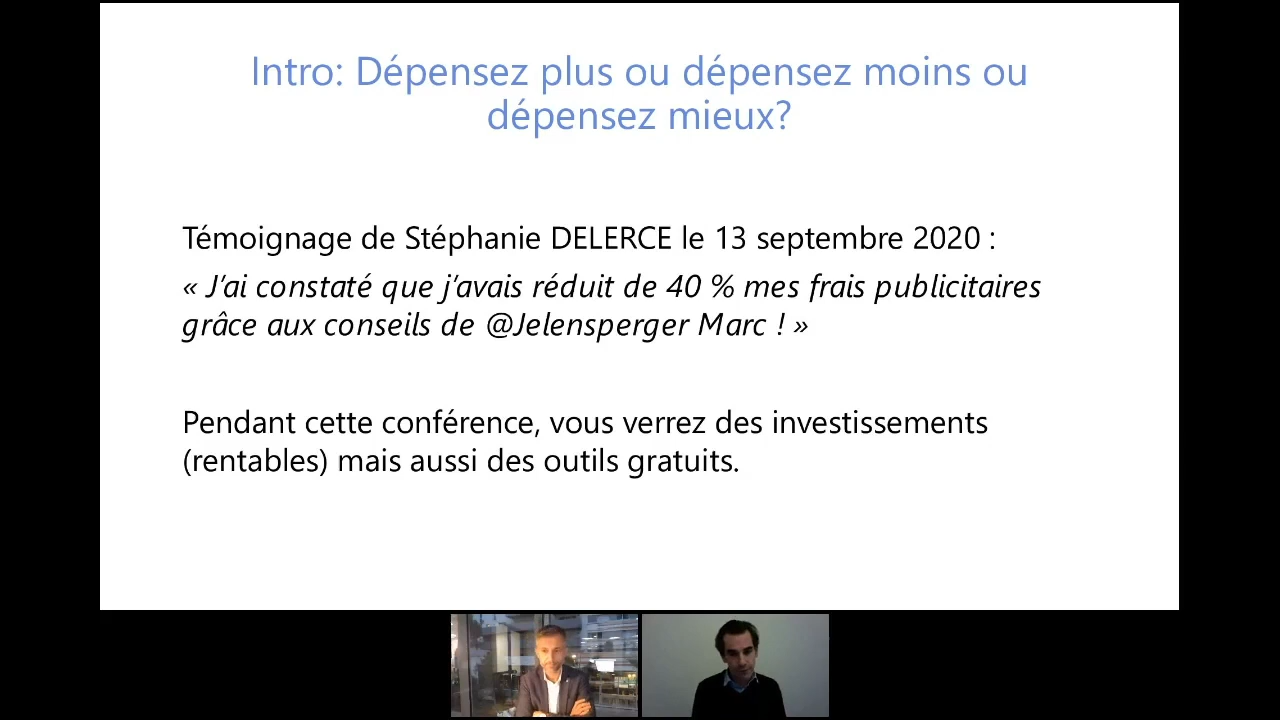 Intro: Dépensez plus ou dépensez moins ou
dépensez mieux?
Témoignage de Stéphanie DELERCE le 13 septembre 2020 :
« J’ai constaté que j’avais réduit de 40 % mes frais publicitaires
grâce aux conseils de @Jelensperger Marc ! »
Pendant cette conférence, vous verrez des investissements
(rentables) mais aussi des outils gratuits.